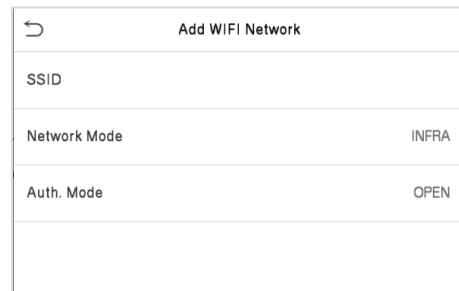 Add WIFI Network
SSID
Network Mode INFRA
Auth. Mode OPEN